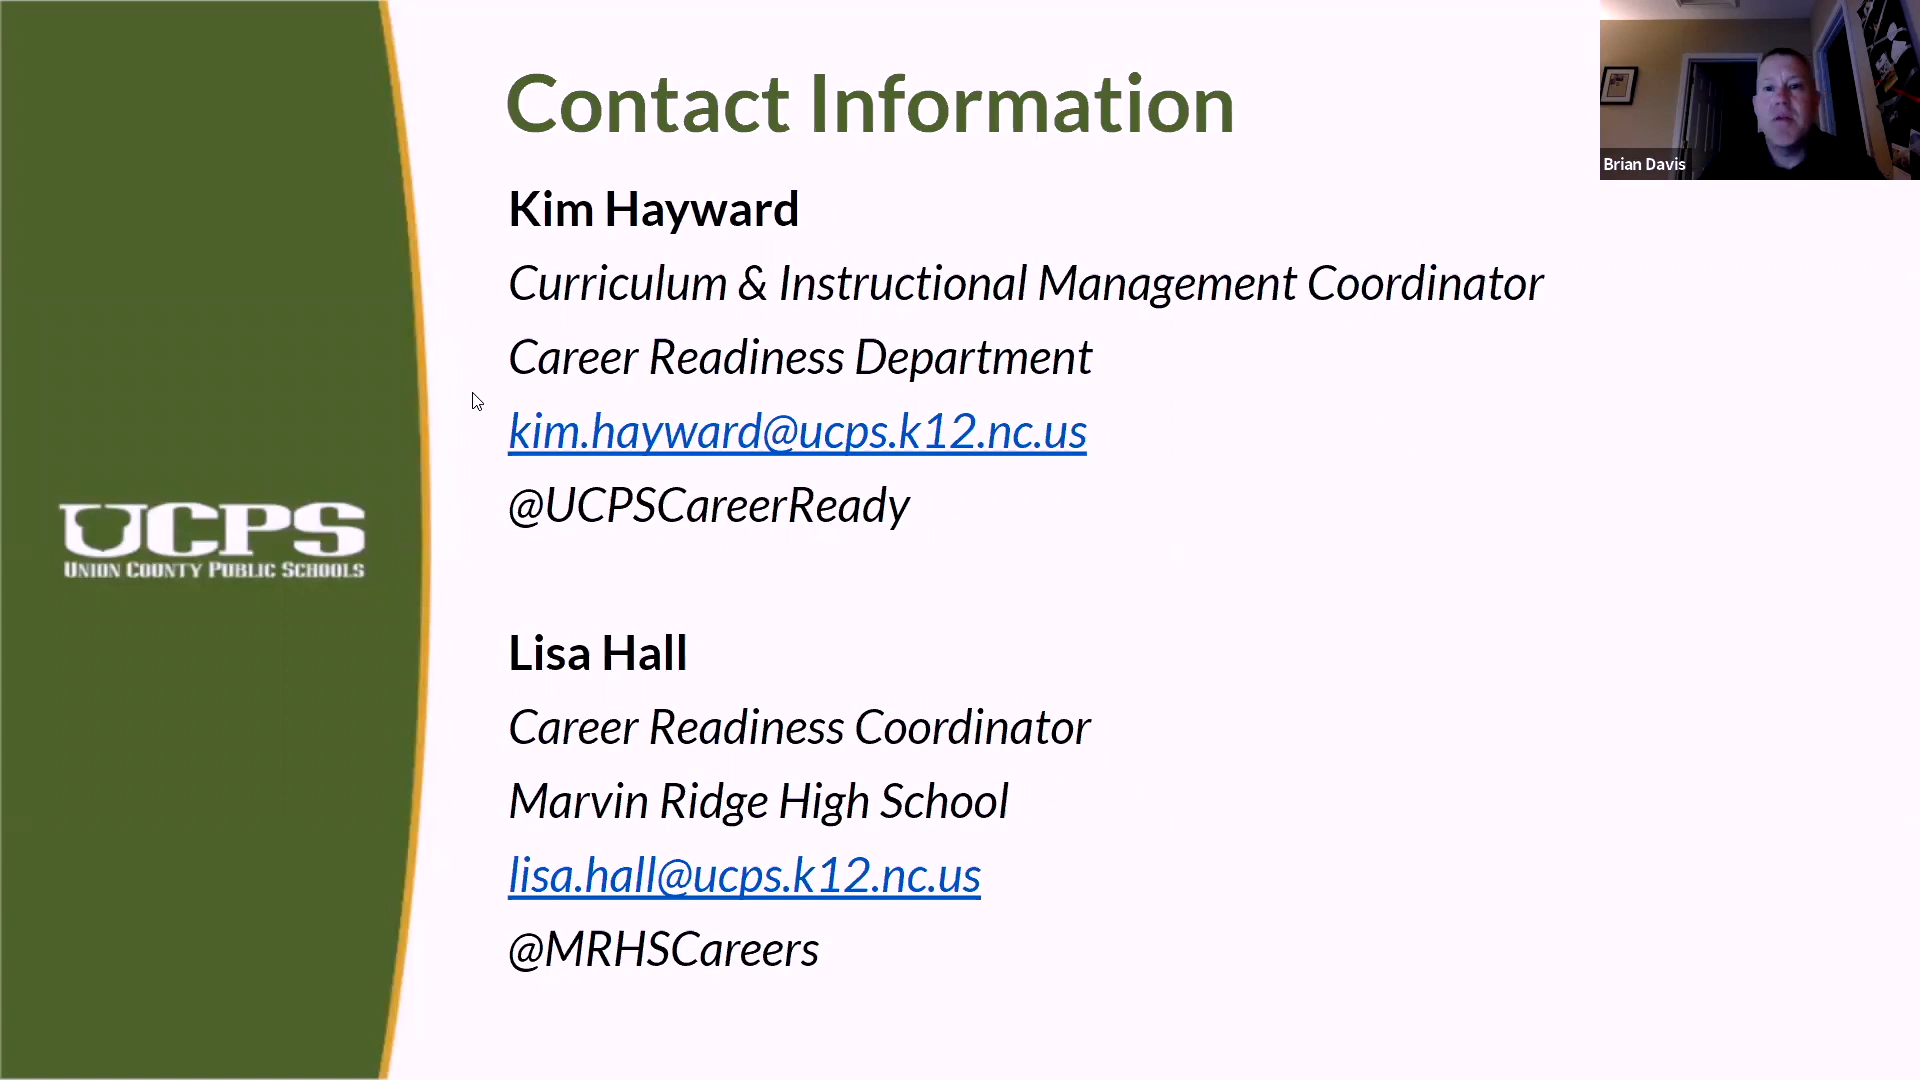 Contact Information
Kim Hayward
Curriculum & Instructional Management Coordinator
Career Readiness Department
kim.hayward@ucps.k12.nc.us
@UCPSCareerReady
Lisa Hall
Career Readiness Coordinator
Marvin Ridge High School
lisa.hall@ucps.k12.nc.us
@MRHSCareers
UCPS
UNION COUNTY PUBLIC SCHOOLS
Brian Davis